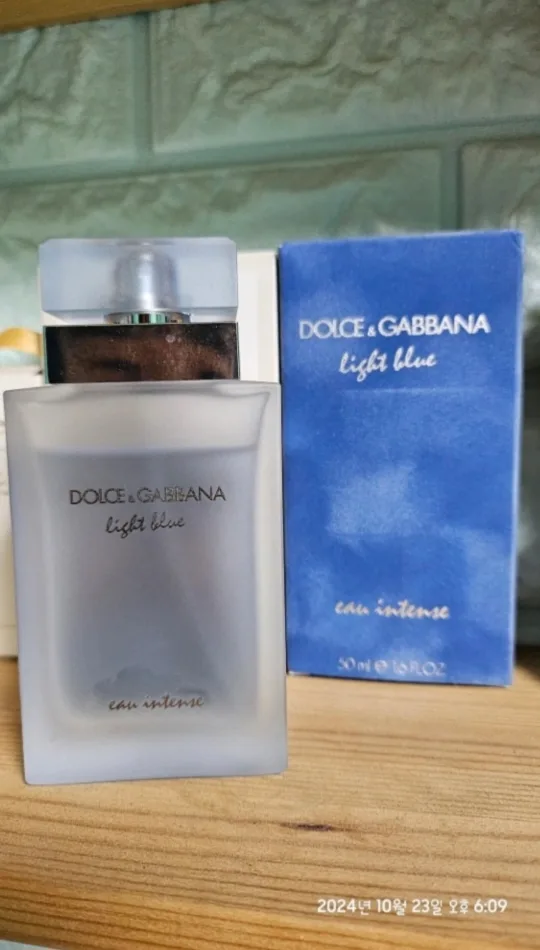 DOLCE & GABBANA
light blue
eau intense
DOLCE & GABBANA
light blue
eau intense
50 ml ℮ 1.6 FL.OZ
2024년 10월 23일 오후 6:09